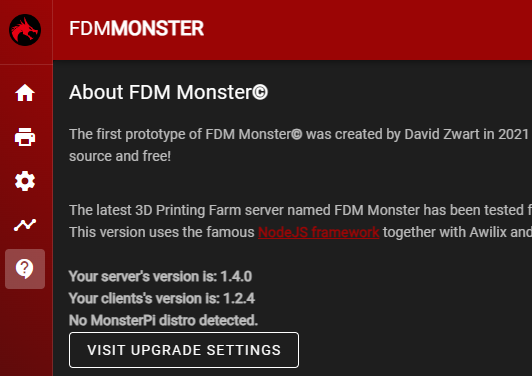 FDMMONSTER
About FDM Monster©
The first prototype of FDM Monster© was created by David Zwart in 2021
source and free!
The latest 3D Printing Farm server named FDM Monster has been tested f
This version uses the famous NodeJS framework together with Awilix and
Your server's version is: 1.4.0
Your clients's version is: 1.2.4
No MonsterPi distro detected.
VISIT UPGRADE SETTINGS